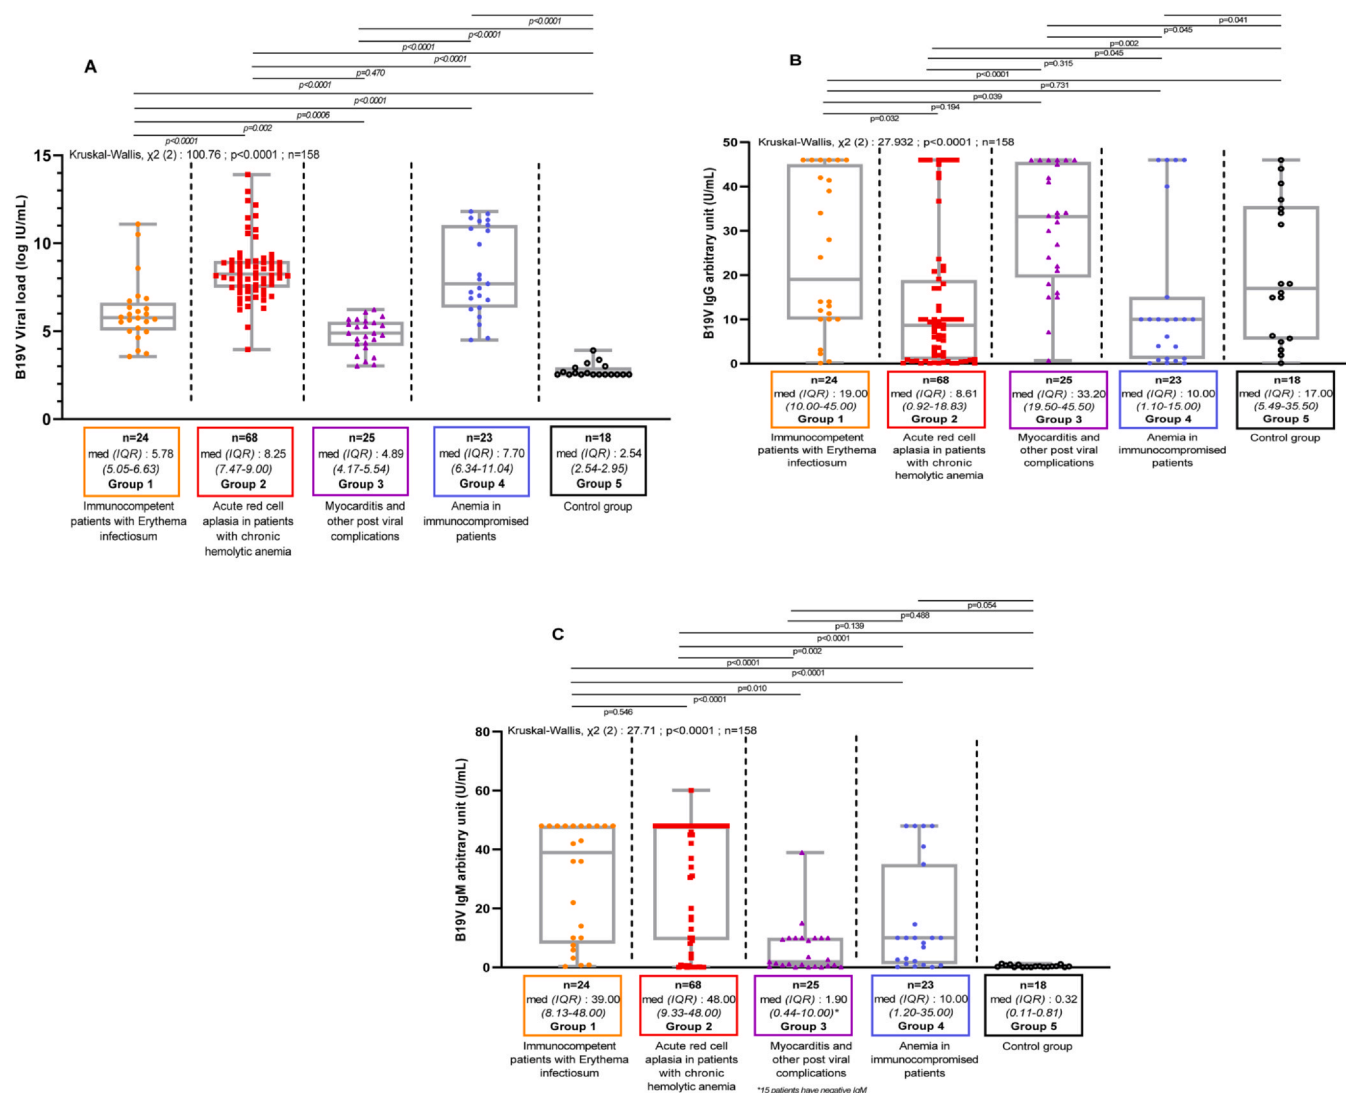 p<0.0001
p<0.0001
p<0.0001
p<0.0001
p=0.470
p<0.0001
p<0.0001
p=0.0006
p=0.002
p<0.0001
A
Kruskal-Wallis, χ2 (2) : 100.76 ; p<0.0001 ; n=158
B19V Viral load (log IU/mL)
15
10
5
0
n=24
med (IQR) : 5.78
(5.05-6.63)
Group 1
Immunocompetent
patients with Erythema
infectiosum
n=68
med (IQR) : 8.25
(7.47-9.00)
Group 2
Acute red cell
aplasia in patients
with chronic
hemolytic anemia
n=25
med (IQR) : 4.89
(4.17-5.54)
Group 3
Myocarditis and
other post viral
complications
n=23
med (IQR) : 7.70
(6.34-11.04)
Group 4
Anemia in
immunocompromised
patients
n=18
med (IQR) : 2.54
(2.54-2.95)
Group 5
Control group
p=0.041
p=0.045
p=0.002
p=0.045
p=0.315
p<0.0001
p=0.731
p=0.039
p=0.194
p=0.032
B
Kruskal-Wallis, χ2 (2) : 27.932 ; p<0.0001 ; n=158
B19V IgG arbitrary unit (U/mL)
50
40
30
20
10
0
n=24
med (IQR) : 19.00
(10.00-45.00)
Group 1
Immunocompetent
patients with Erythema
infectiosum
n=68
med (IQR) : 8.61
(0.92-18.83)
Group 2
Acute red cell
aplasia in patients
with chronic
hemolytic anemia
n=25
med (IQR) : 33.20
(19.50-45.50)
Group 3
Myocarditis and
other post viral
complications
n=23
med (IQR) : 10.00
(1.10-15.00)
Group 4
Anemia in
immunocompromised
patients
n=18
med (IQR) : 17.00
(5.49-35.50)
Group 5
Control group
p=0.054
p=0.488
p=0.139
p<0.0001
p=0.002
p<0.0001
p<0.0001
p=0.010
p<0.0001
p=0.546
C
Kruskal-Wallis, χ2 (2) : 27.71 ; p<0.0001 ; n=158
B19V IgM arbitrary unit (U/mL)
80
60
40
20
0
n=24
med (IQR) : 39.00
(8.13-48.00)
Group 1
Immunocompetent
patients with Erythema
infectiosum
n=68
med (IQR) : 48.00
(9.33-48.00)
Group 2
Acute red cell
aplasia in patients
with chronic
hemolytic anemia
n=25
med (IQR) : 1.90
(0.44-10.00)*
Group 3
Myocarditis and
other post viral
complications
*15 patients have negative IgM
n=23
med (IQR) : 10.00
(1.20-35.00)
Group 4
Anemia in
immunocompromised
patients
n=18
med (IQR) : 0.32
(0.11-0.81)
Group 5
Control group